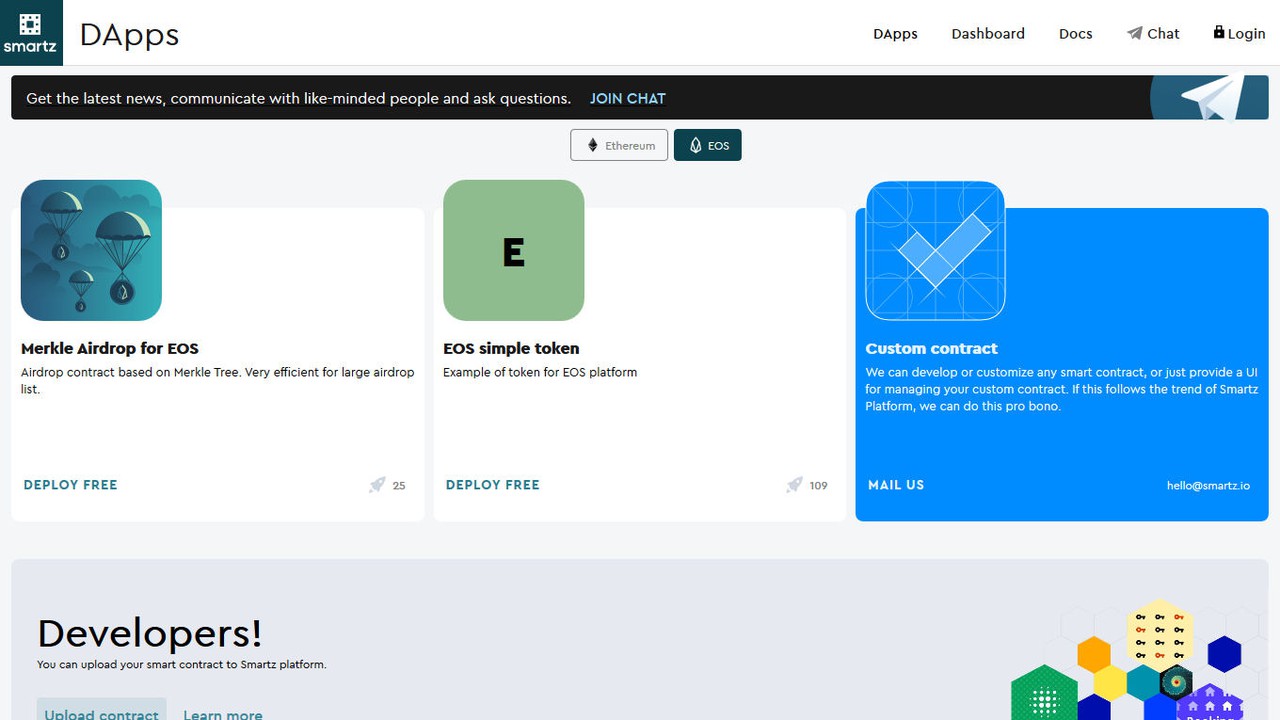 smartz
DApps
DApps
Dashboard
Docs
Chat
Login
Get the latest news, communicate with like-minded people and ask questions. JOIN CHAT
Ethereum
EOS
Merkle Airdrop for EOS
Airdrop contract based on Merkle Tree. Very efficient for large airdrop
list.
DEPLOY FREE
25
E
EOS simple token
Example of token for EOS platform
DEPLOY FREE
109
Custom contract
We can develop or customize any smart contract, or just provide a UI
for managing your custom contract. If this follows the trend of Smartz
Platform, we can do this pro bono.
MAIL US
hello@smartz.io
Developers!
You can upload your smart contract to Smartz platform.
Upload contract
Learn more